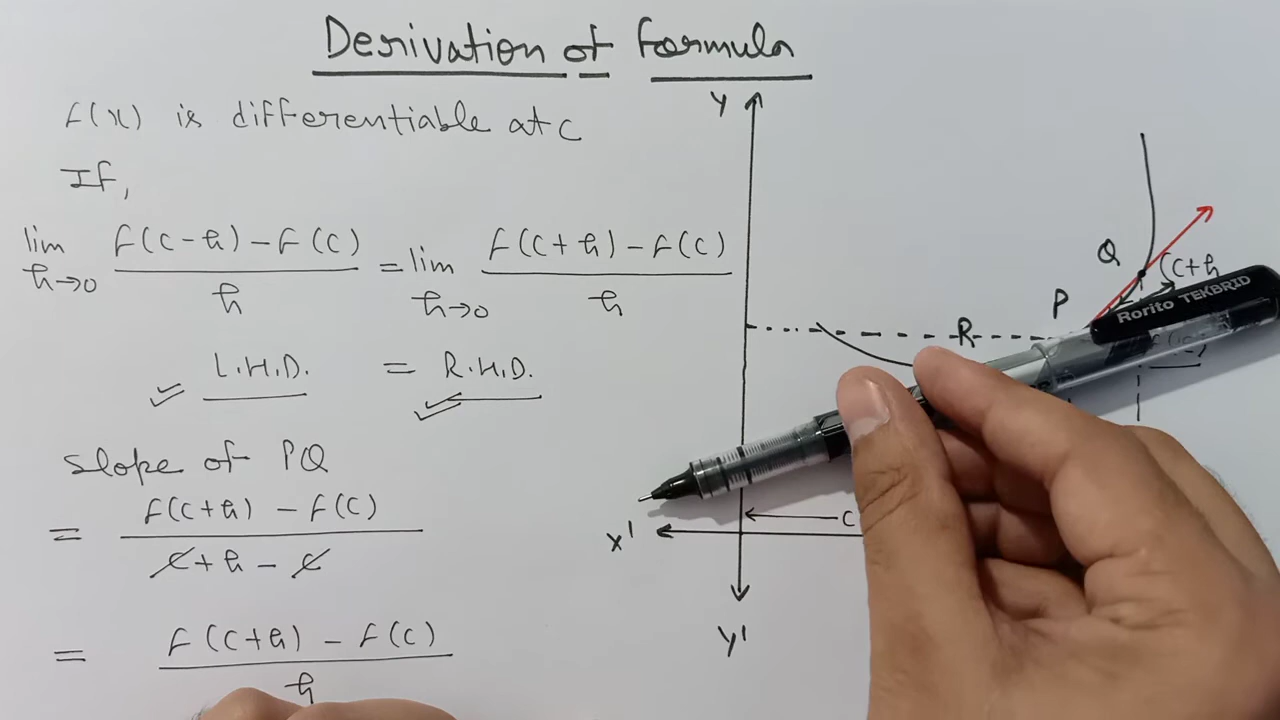 Derivation of formula
f(x) is differentiable at c
If,
lim h→0 f(c-h)-f(c) / h = lim h→0 f(c+h)-f(c) / h
✓ L.H.D. = R.H.D. ✓
Slope of PQ
= f(c+h) - f(c) / c+h-c
= f(c+h) - f(c) / h
Y
Q
(c+h
P
Rorito TEKBRID
R
c
X'
Y'